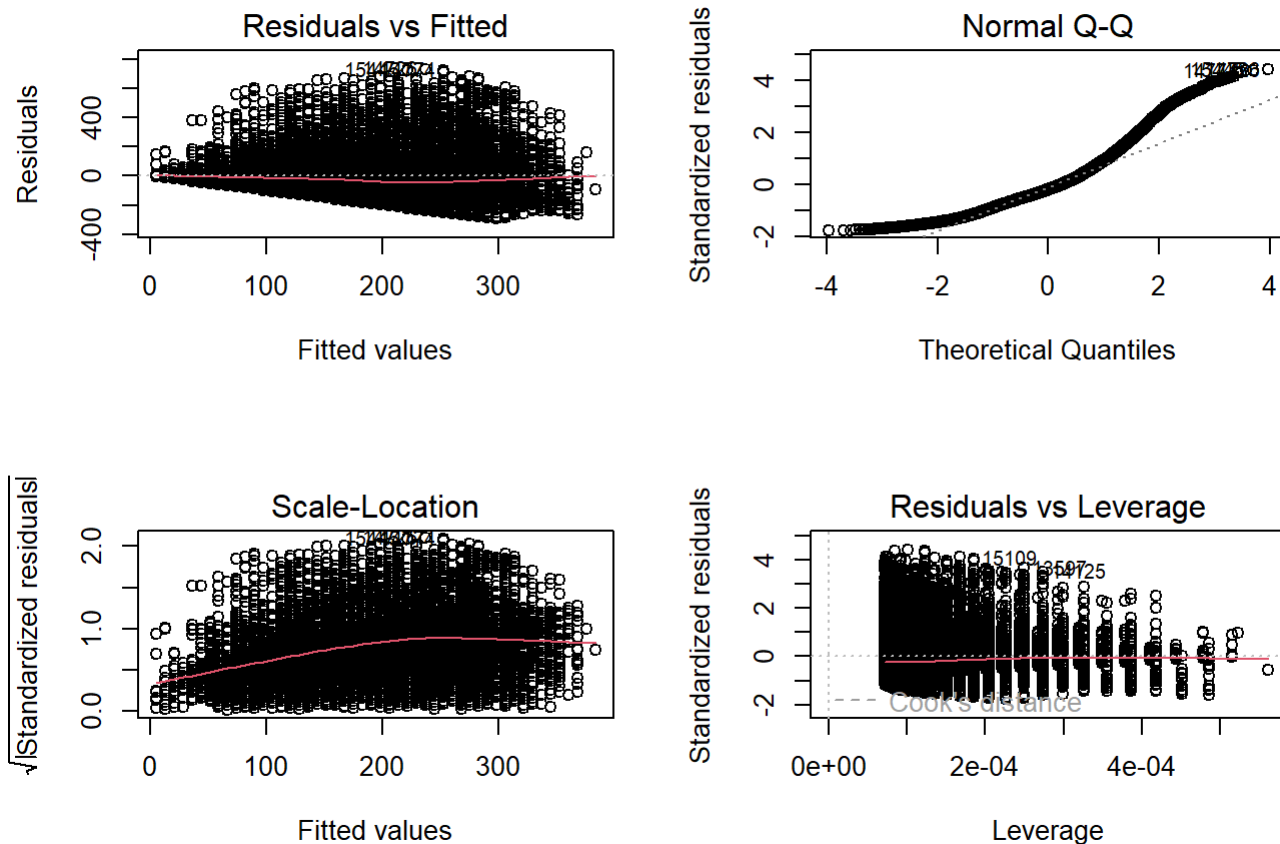 Residuals vs Fitted
Residuals
400
0
-400
0 100 200 300
Fitted values
Normal Q-Q
Standardized residuals
4
2
0
-2
-4 -2 0 2 4
Theoretical Quantiles
Scale-Location
√|Standardized residuals|
2.0
1.0
0.0
0 100 200 300
Fitted values
Residuals vs Leverage
Standardized residuals
4
2
0
-2
15109
13597
14125
Cook's distance
0e+00 2e-04 4e-04
Leverage